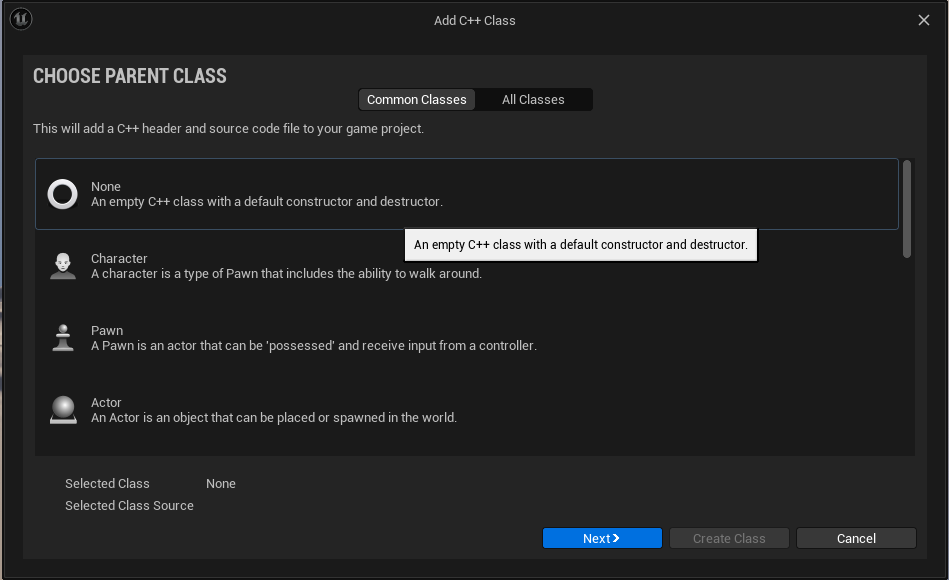 Add C++ Class
CHOOSE PARENT CLASS
Common Classes
All Classes
This will add a C++ header and source code file to your game project.
None
An empty C++ class with a default constructor and destructor.
An empty C++ class with a default constructor and destructor.
Character
A character is a type of Pawn that includes the ability to walk around.
Pawn
A Pawn is an actor that can be 'possessed' and receive input from a controller.
Actor
An Actor is an object that can be placed or spawned in the world.
Selected Class None
Selected Class Source
Next
Create Class
Cancel